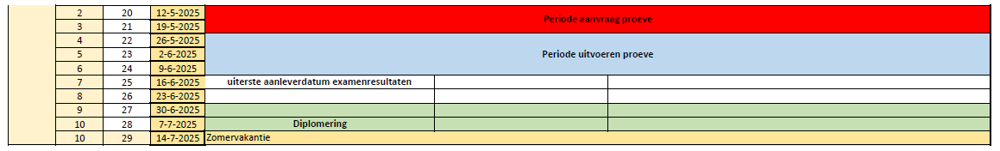 2 20 12-5-2025 Periode aanvraag proeve
3 21 19-5-2025
4 22 26-5-2025
5 23 2-6-2025 Periode uitvoeren proeve
6 24 9-6-2025
7 25 16-6-2025 uiterste aanleverdatum examenresultaten
8 26 23-6-2025
9 27 30-6-2025
10 28 7-7-2025 Diplomering
10 29 14-7-2025 Zomervakantie